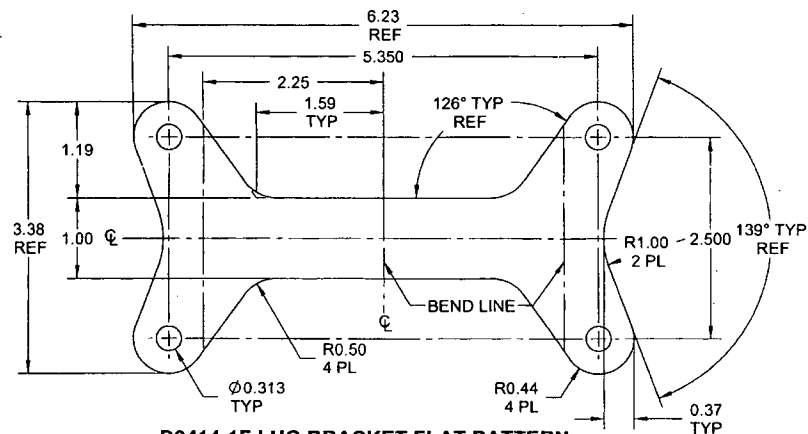 6.23
REF
5.350
2.25
1.59
TYP
126° TYP
REF
1.19
3.38
REF
1.00
℄
R1.00
2 PL
2.500
139° TYP
REF
BEND LINE
℄
R0.50
4 PL
Ø0.313
TYP
R0.44
4 PL
0.37
TYP